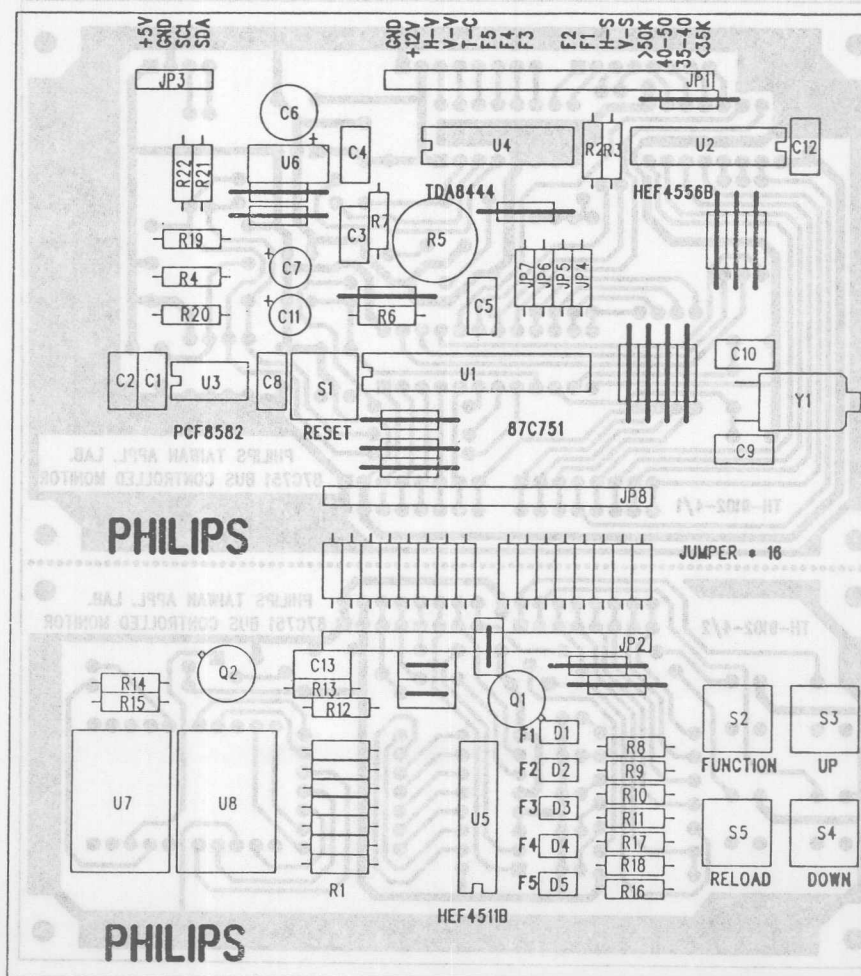 +5V GND SCL SDA GND +12V H-V V-V T-C F5 F4 F3 F2 F1 H-S V-S >50K 40-50 35-40 <35K
JP3 JP1
C6
U6 C4 U4 R2 R3 U2 C12
R22 R21
TDA8444 HEF4556B
C3 R7 R5
R19
C7 JP7 JP6 JP5 JP4
R4
R20 C11 R6 C5
C10
C2 C1 U3 C8 S1 U1 Y1
PCF8582 RESET 87C751
C9
PHILIPS TAIWAN APPL. LAB.
87C751 BUS CONTROLLED MONITOR
JP8
TH-9102-4/1
PHILIPS
JUMPER * 16
PHILIPS TAIWAN APPL. LAB.
87C751 BUS CONTROLLED MONITOR
TH-9102-4/2
JP2
Q2 C13
R14 R13
R15 R12 Q1
F1 D1 R8 S2 S3
F2 D2 R9 FUNCTION UP
U7 U8 U5
F3 D3 R10
R11
F4 D4 R17 S5 S4
R18
R1 F5 D5 R16 RELOAD DOWN
HEF4511B
PHILIPS